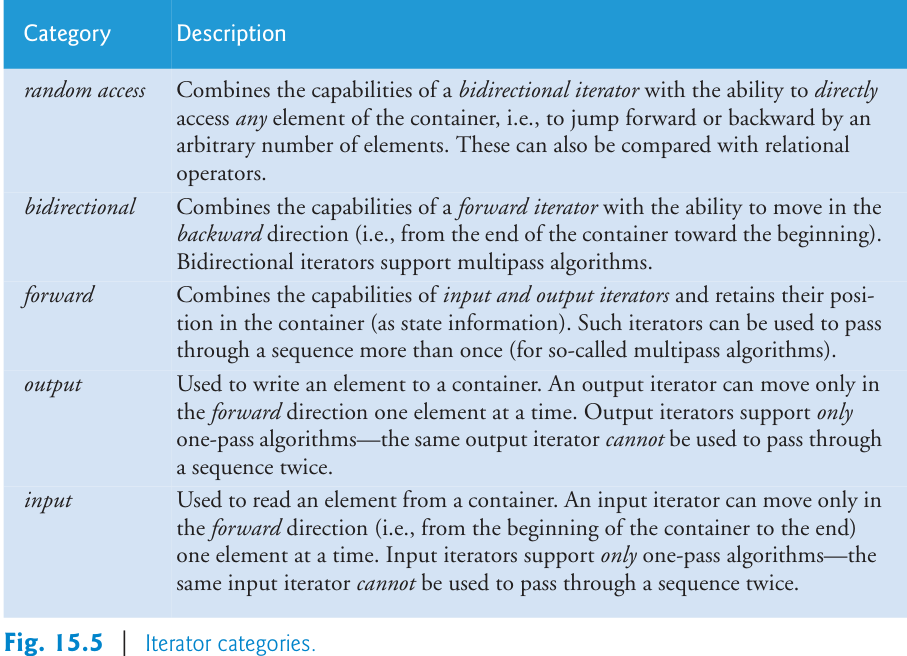 Category Description
random access Combines the capabilities of a bidirectional iterator with the ability to directly
access any element of the container, i.e., to jump forward or backward by an
arbitrary number of elements. These can also be compared with relational
operators.
bidirectional Combines the capabilities of a forward iterator with the ability to move in the
backward direction (i.e., from the end of the container toward the beginning).
Bidirectional iterators support multipass algorithms.
forward Combines the capabilities of input and output iterators and retains their posi-
tion in the container (as state information). Such iterators can be used to pass
through a sequence more than once (for so-called multipass algorithms).
output Used to write an element to a container. An output iterator can move only in
the forward direction one element at a time. Output iterators support only
one-pass algorithms—the same output iterator cannot be used to pass through
a sequence twice.
input Used to read an element from a container. An input iterator can move only in
the forward direction (i.e., from the beginning of the container to the end)
one element at a time. Input iterators support only one-pass algorithms—the
same input iterator cannot be used to pass through a sequence twice.
Fig. 15.5 | Iterator categories.